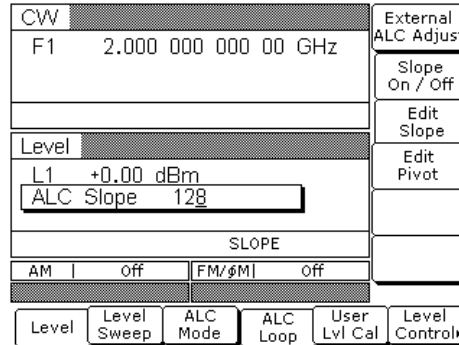 CW
F1 2.000 000 000 00 GHz
Level
L1 +0.00 dBm
ALC Slope 128
SLOPE
AM | Off FM/ϕM| Off
External
ALC Adjust
Slope
On / Off
Edit
Slope
Edit
Pivot
Level
Level
Sweep
ALC
Mode
ALC
Loop
User
Lvl Cal
Level
Control